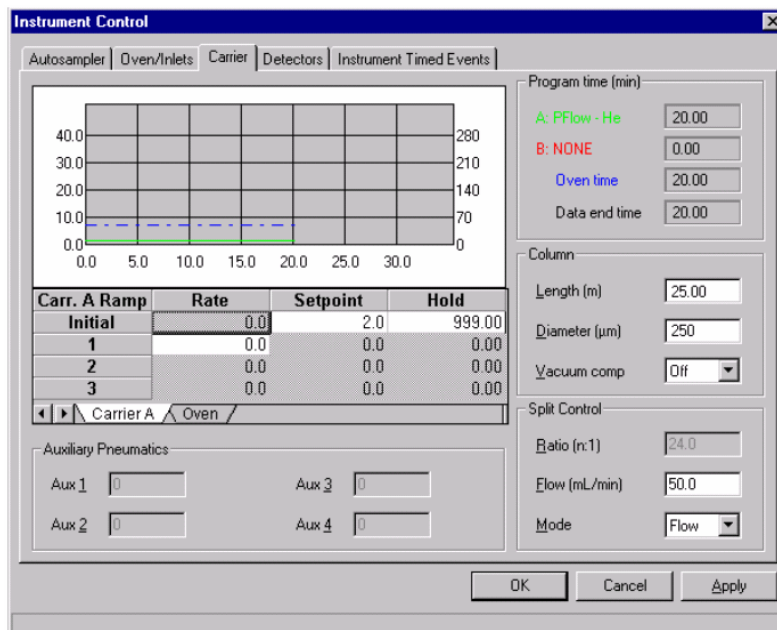 Instrument Control
Autosampler Oven/Inlets Carrier Detectors Instrument Timed Events
40.0 280
30.0 210
20.0 140
10.0 70
0.0 0
0.0 5.0 10.0 15.0 20.0 25.0 30.0
Carr. A Ramp Rate Setpoint Hold
Initial 0.0 2.0 999.00
1 0.0 0.0 0.00
2 0.0 0.0 0.00
3 0.0 0.0 0.00
Carrier A Oven
Auxiliary Pneumatics
Aux 1 0 Aux 3 0
Aux 2 0 Aux 4 0
Program time (min)
A: PFlow - He 20.00
B: NONE 0.00
Oven time 20.00
Data end time 20.00
Column
Length (m) 25.00
Diameter (µm) 250
Vacuum comp Off
Split Control
Ratio (n:1) 24.0
Flow (mL/min) 50.0
Mode Flow
OK Cancel Apply